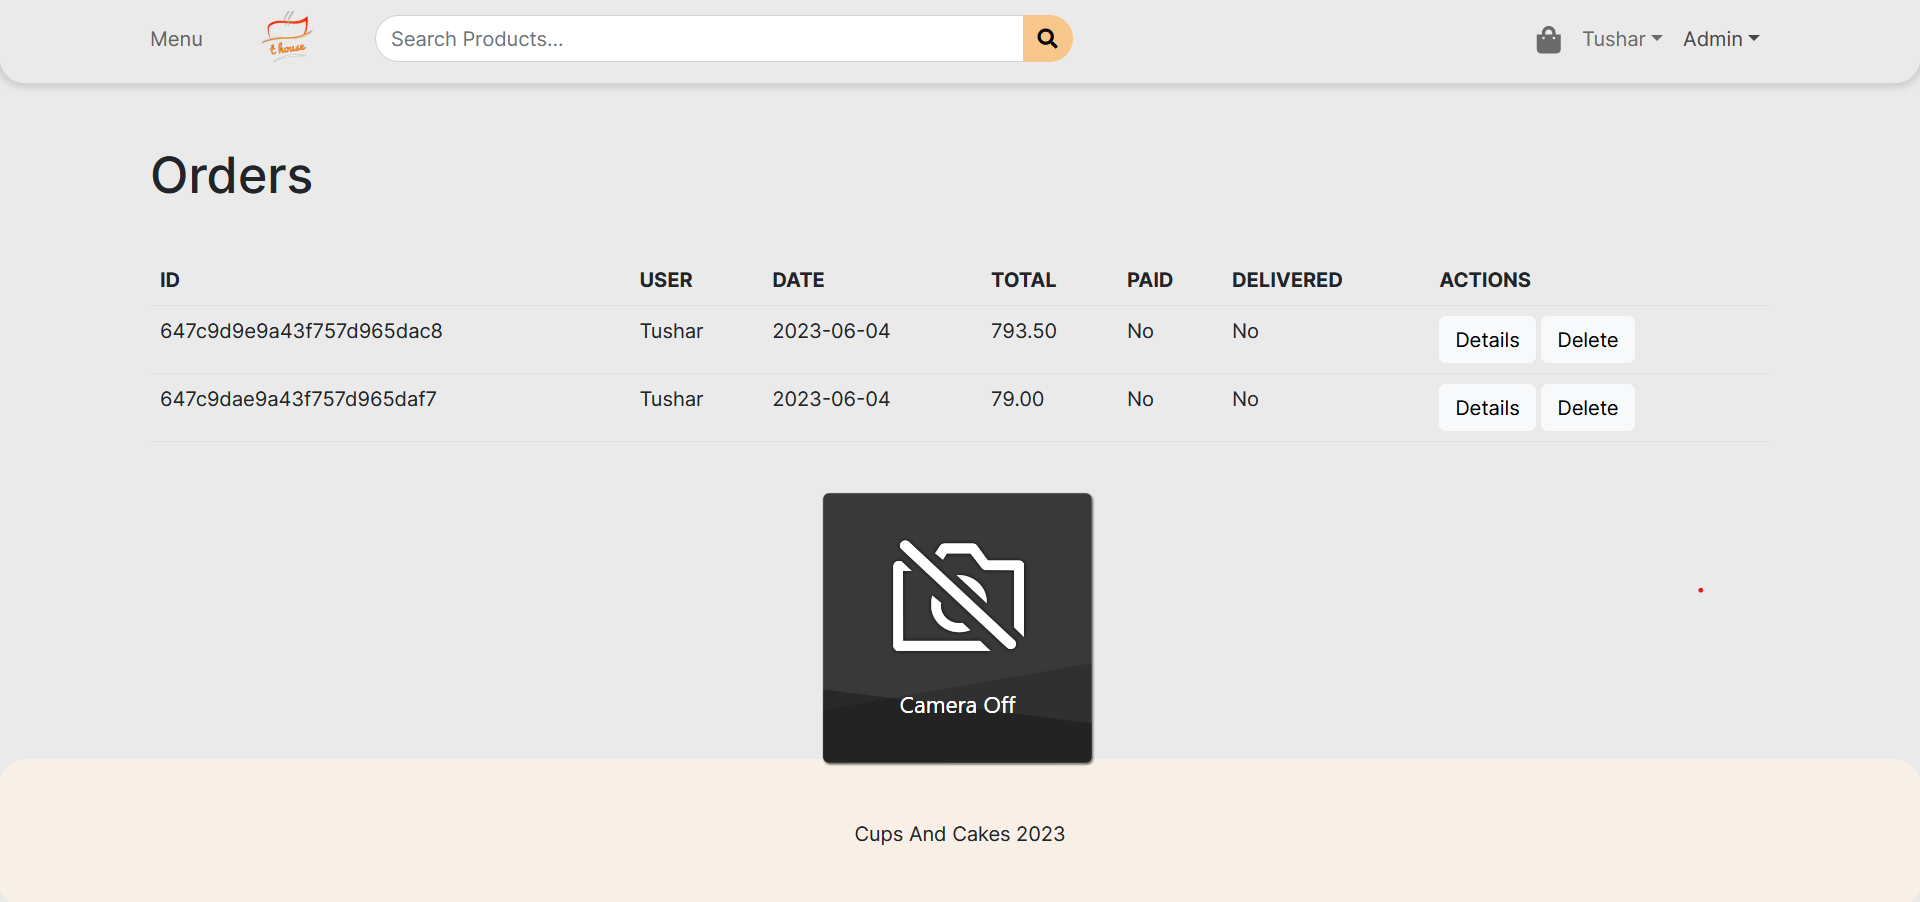 Menu
t house
Search Products...
Tushar
Admin
Orders
ID USER DATE TOTAL PAID DELIVERED ACTIONS
647c9d9e9a43f757d965dac8 Tushar 2023-06-04 793.50 No No Details Delete
647c9dae9a43f757d965daf7 Tushar 2023-06-04 79.00 No No Details Delete
Camera Off
Cups And Cakes 2023